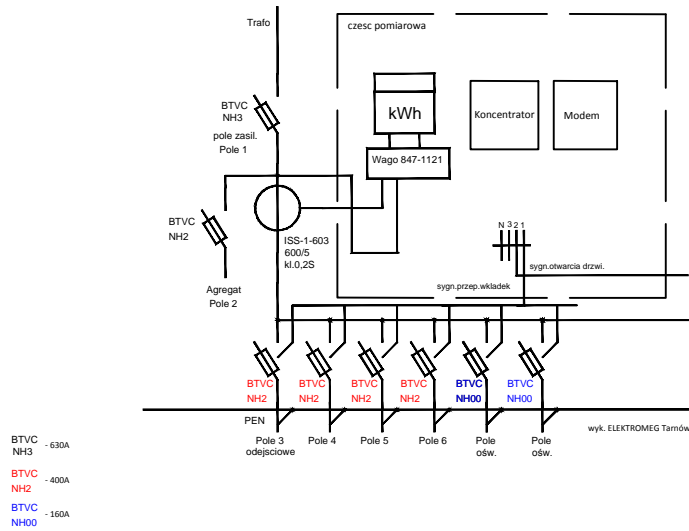 Trafo
czesc pomiarowa
BTVC
NH3
pole zasil.
Pole 1
kWh
Koncentrator
Modem
Wago 847-1121
BTVC
NH2
ISS-1-603
600/5
kl.0,2S
N 3 2 1
sygn.otwarcia drzwi.
Agregat
Pole 2
sygn.przep.wkladek
BTVC
NH2
BTVC
NH2
BTVC
NH2
BTVC
NH2
BTVC
NH00
BTVC
NH00
PEN
Pole 3
odejsciowe
Pole 4
Pole 5
Pole 6
Pole
ośw.
Pole
ośw.
wyk. ELEKTROMEG Tarnów
BTVC
NH3
- 630A
BTVC
NH2
- 400A
BTVC
NH00
- 160A